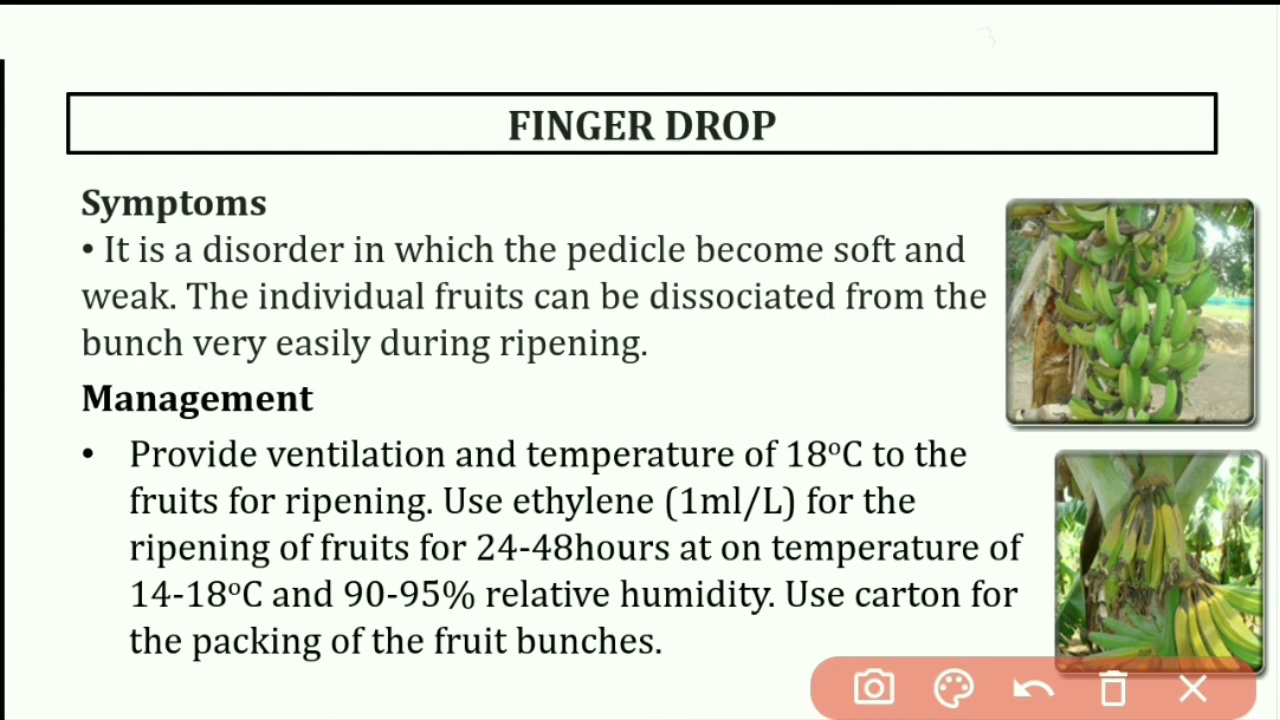 FINGER DROP
Symptoms
• It is a disorder in which the pedicle become soft and
weak. The individual fruits can be dissociated from the
bunch very easily during ripening.
Management
• Provide ventilation and temperature of 18ºC to the
fruits for ripening. Use ethylene (1ml/L) for the
ripening of fruits for 24-48hours at on temperature of
14-18ºC and 90-95% relative humidity. Use carton for
the packing of the fruit bunches.